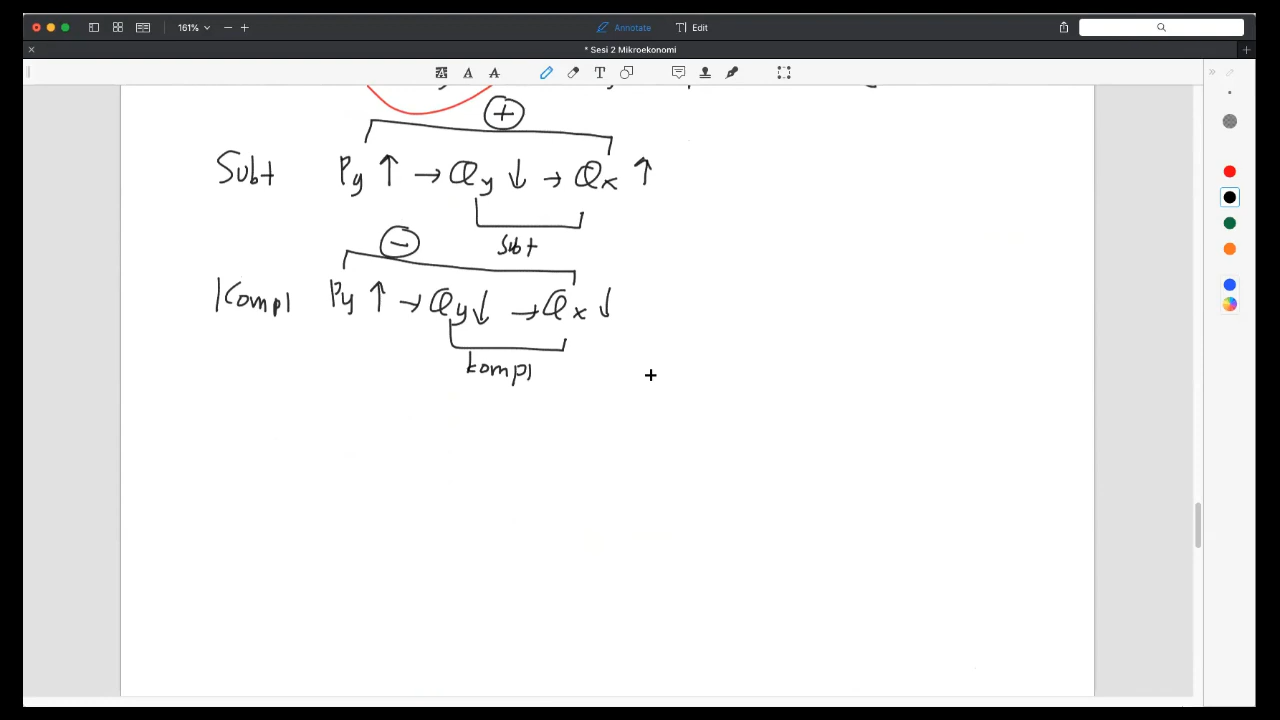 161%
Annotate
Edit
* Sesi 2 Mikroekonomi
+
Subt Py ↑ → Qy ↓ → Qx ↑
Subt
−
Kompl Py ↑ → Qy ↓ → Qx ↓
kompl